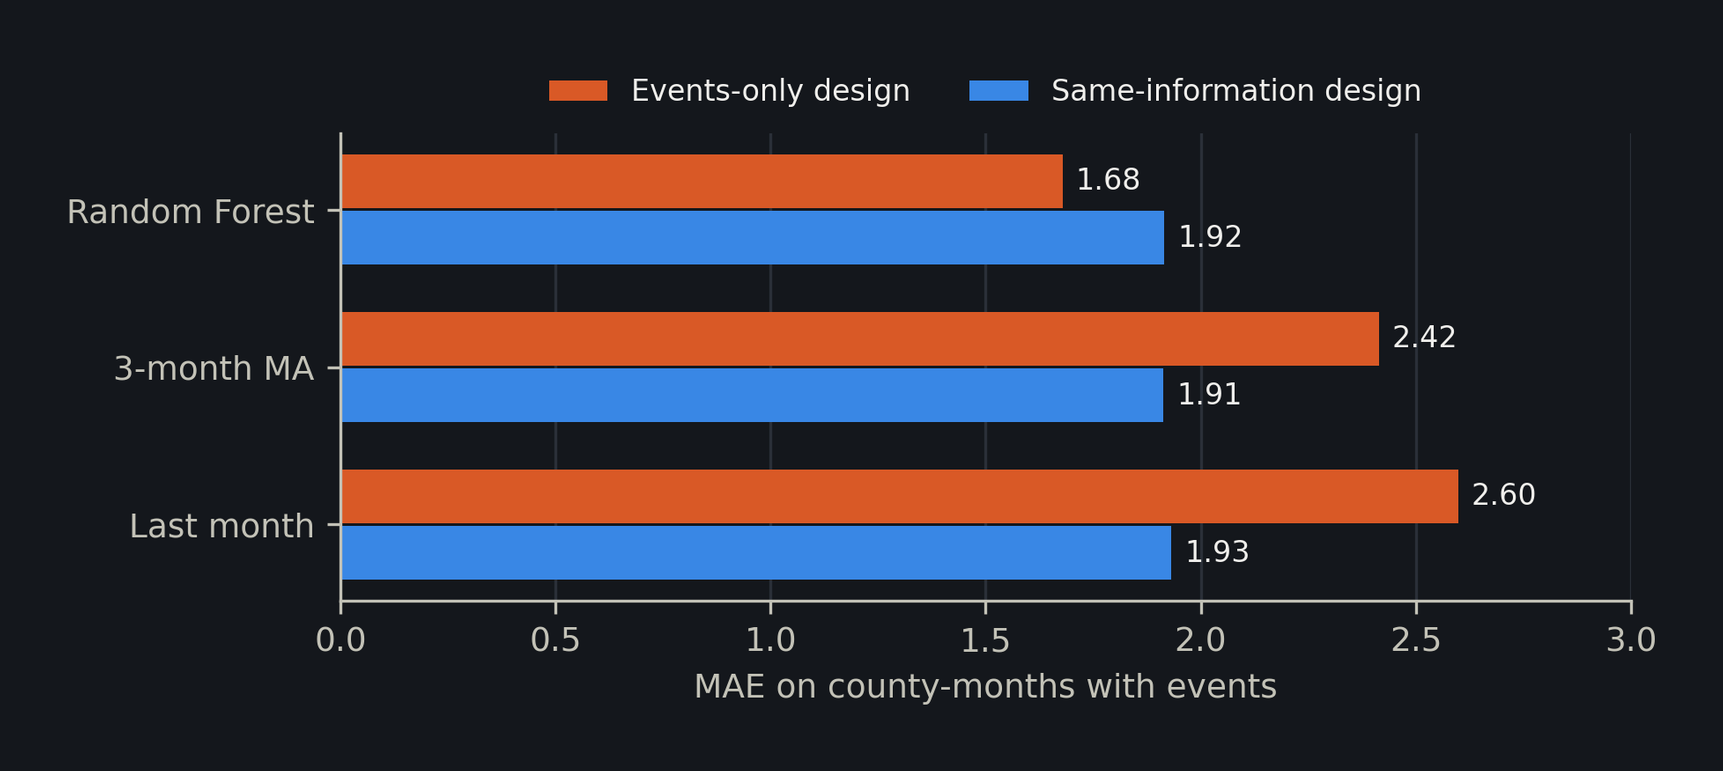 Events-only design Same-information design
Random Forest
1.68
1.92
3-month MA
2.42
1.91
Last month
2.60
1.93
0.0 0.5 1.0 1.5 2.0 2.5 3.0
MAE on county-months with events